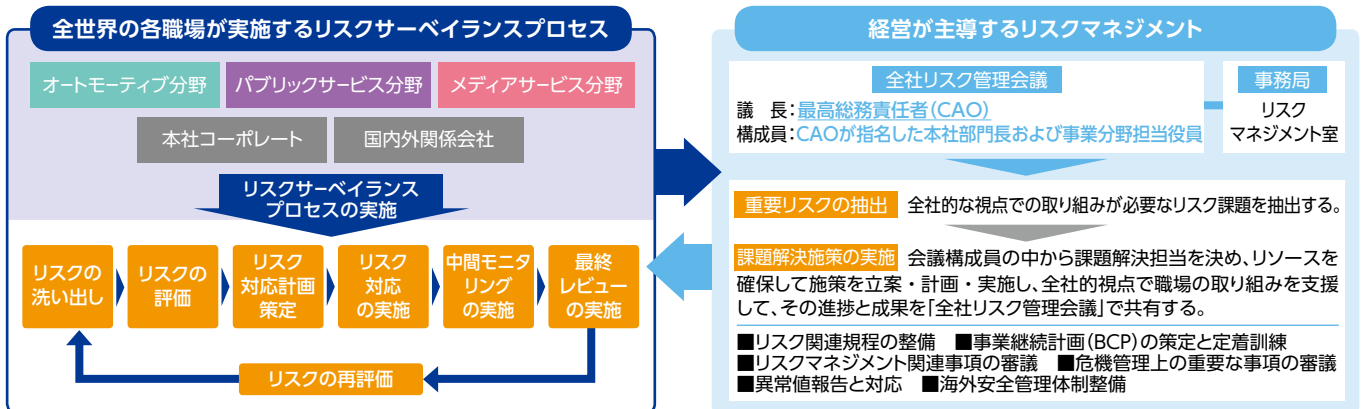 全世界の各職場が実施するリスクサーベイランスプロセス
オートモーティブ分野
パブリックサービス分野
メディアサービス分野
本社コーポレート
国内外関係会社
リスクサーベイランス
プロセスの実施
リスクの
洗い出し
リスクの
評価
リスク
対応計画
策定
リスク
対応
の実施
中間モニタ
リング
の実施
最終
レビュー
の実施
リスクの再評価
経営が主導するリスクマネジメント
全社リスク管理会議
議　長：最高総務責任者（CAO）
構成員：CAOが指名した本社部門長および事業分野担当役員
事務局
リスク
マネジメント室
重要リスクの抽出　全社的な視点での取り組みが必要なリスク課題を抽出する。
課題解決施策の実施　会議構成員の中から課題解決担当を決め、リソースを
確保して施策を立案・計画・実施し、全社的視点で職場の取り組みを支援
して、その進捗と成果を「全社リスク管理会議」で共有する。
■リスク関連規程の整備　■事業継続計画（BCP）の策定と定着訓練
■リスクマネジメント関連事項の審議　■危機管理上の重要な事項の審議
■異常値報告と対応　■海外安全管理体制整備